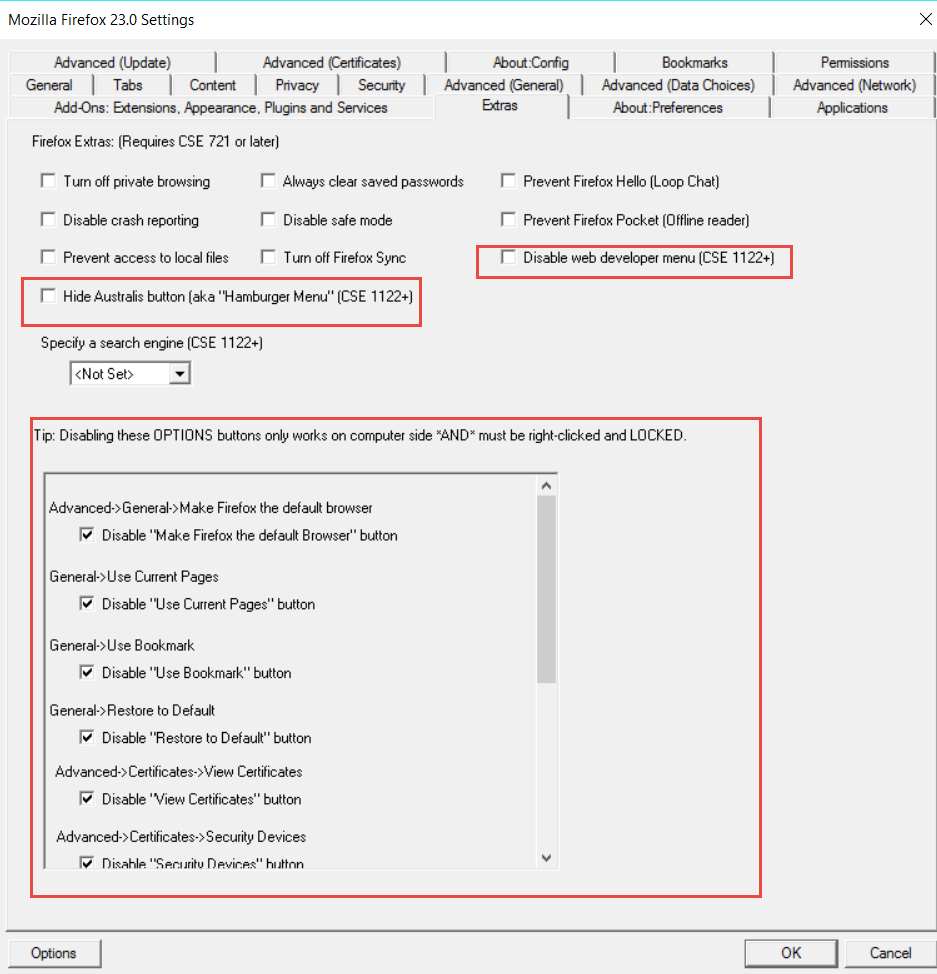 Mozilla Firefox 23.0 Settings
Advanced (Update) Advanced (Certificates) About:Config Bookmarks Permissions
General Tabs Content Privacy Security Advanced (General) Advanced (Data Choices) Advanced (Network)
Add-Ons: Extensions, Appearance, Plugins and Services Extras About:Preferences Applications
Firefox Extras: (Requires CSE 721 or later)
Turn off private browsing Always clear saved passwords Prevent Firefox Hello (Loop Chat)
Disable crash reporting Disable safe mode Prevent Firefox Pocket (Offline reader)
Prevent access to local files Turn off Firefox Sync Disable web developer menu (CSE 1122+)
Hide Australis button (aka "Hamburger Menu" (CSE 1122+)
Specify a search engine (CSE 1122+)
<Not Set>
Tip: Disabling these OPTIONS buttons only works on computer side *AND* must be right-clicked and LOCKED.
Advanced->General->Make Firefox the default browser
Disable "Make Firefox the default Browser" button
General->Use Current Pages
Disable "Use Current Pages" button
General->Use Bookmark
Disable "Use Bookmark" button
General->Restore to Default
Disable "Restore to Default" button
Advanced->Certificates->View Certificates
Disable "View Certificates" button
Advanced->Certificates->Security Devices
Disable "Security Devices" button
Options OK Cancel